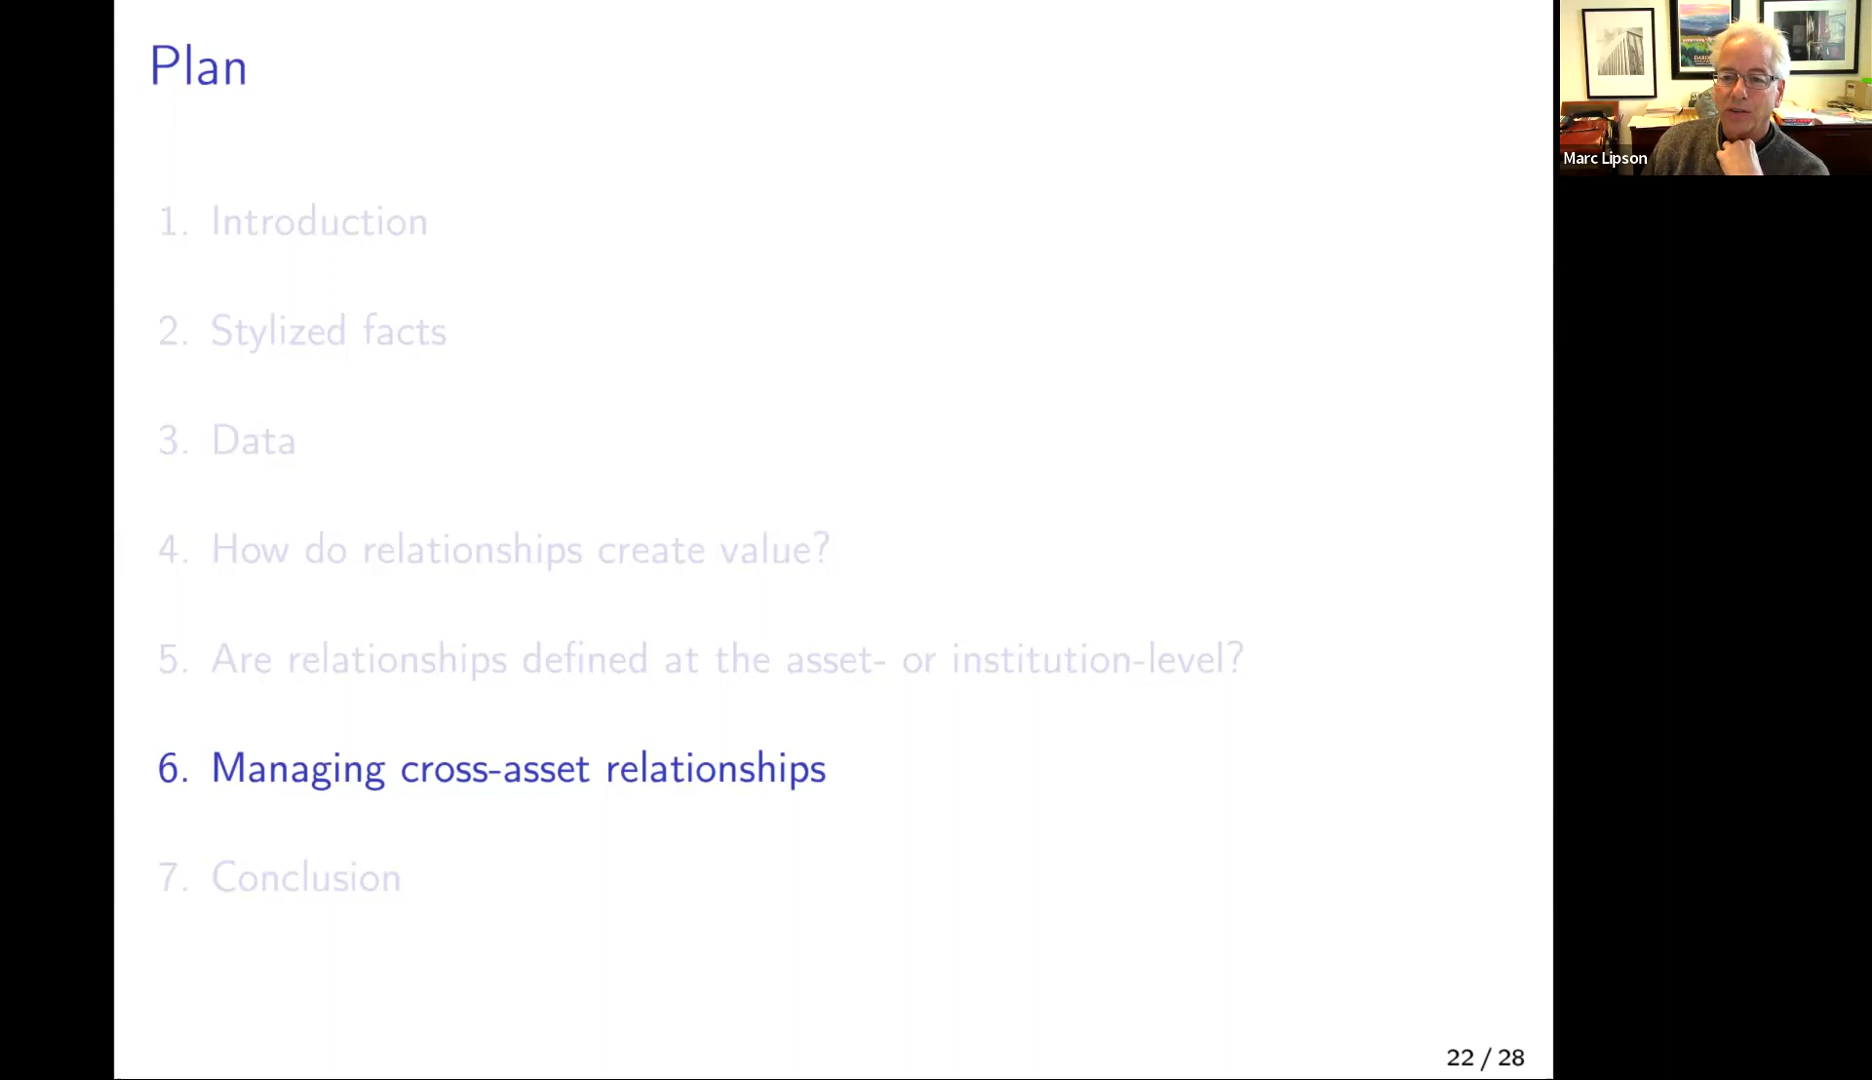 Plan
1. Introduction
2. Stylized facts
3. Data
4. How do relationships create value?
5. Are relationships defined at the asset- or institution-level?
6. Managing cross-asset relationships
7. Conclusion
22 / 28
Marc Lipson